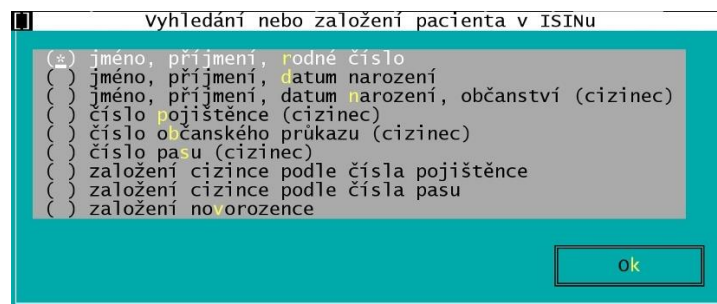 [ ] Vyhledání nebo založení pacienta v ISINu
(*) jméno, příjmení, rodné číslo
( ) jméno, příjmení, datum narození
( ) jméno, příjmení, datum narození, občanství (cizinec)
( ) číslo pojištěnce (cizinec)
( ) číslo občanského průkazu (cizinec)
( ) číslo pasu (cizinec)
( ) založení cizince podle čísla pojištěnce
( ) založení cizince podle čísla pasu
( ) založení novorozence
Ok